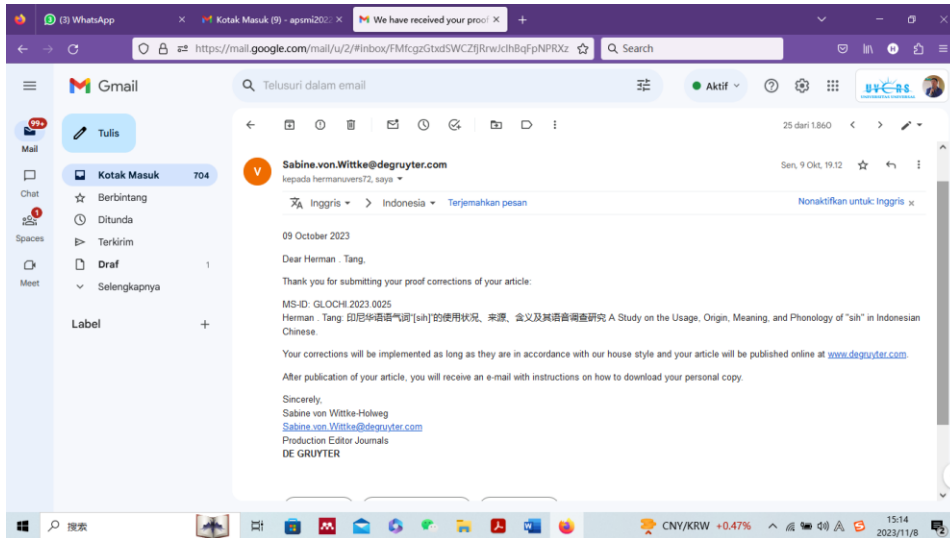 (3) WhatsApp
Kotak Masuk (9) - apsmi2022
We have received your proof
https://mail.google.com/mail/u/2/#inbox/FMfcgzGtxdSWCZfjRrwJclhBqFpNPRXz
Search
Gmail
Telusuri dalam email
Aktif
UVERS
UNIVERSITAS UNIVERSAL
99+
Mail
Chat
1
Spaces
Meet
Tulis
Kotak Masuk 704
Berbintang
Ditunda
Terkirim
Draf 1
Selengkapnya
Label
25 dari 1.860
Sabine.von.Wittke@degruyter.com
Sen, 9 Okt, 19.12
kepada hermanuvers72, saya
Inggris
Indonesia
Terjemahkan pesan
Nonaktifkan untuk: Inggris x
09 October 2023
Dear Herman . Tang,
Thank you for submitting your proof corrections of your article:
MS-ID: GLOCHI.2023.0025
Herman . Tang: 印尼华语语气词"[sih]"的使用状况、来源、含义及其语音调查研究 A Study on the Usage, Origin, Meaning, and Phonology of "sih" in Indonesian
Chinese.
Your corrections will be implemented as long as they are in accordance with our house style and your article will be published online at www.degruyter.com.
After publication of your article, you will receive an e-mail with instructions on how to download your personal copy.
Sincerely,
Sabine von Wittke-Holweg
Sabine.von.Wittke@degruyter.com
Production Editor Journals
DE GRUYTER
搜索
CNY/KRW +0.47%
15:14
2023/11/8
2